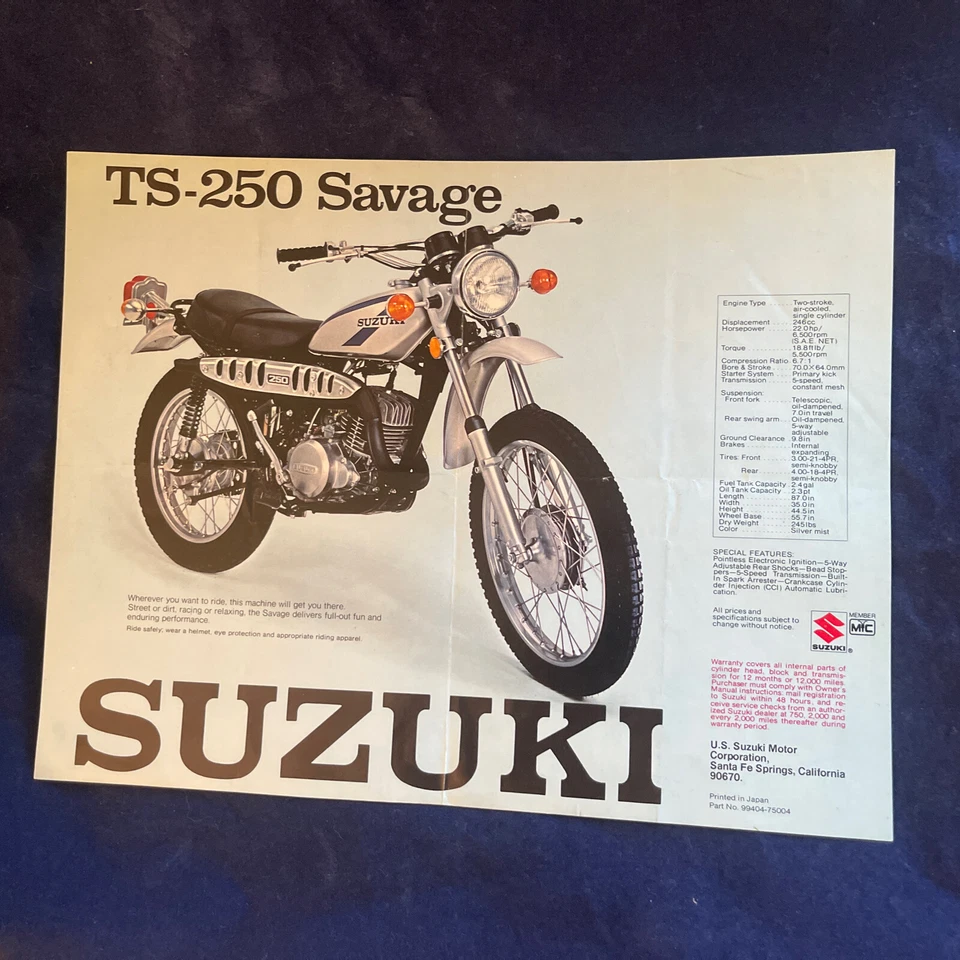 TS-250 Savage
SUZUKI
250
Engine Type ........ Two-stroke,
air-cooled,
single cylinder
Displacement ........ 246cc
Horsepower ........ 22.0hp/
6,500rpm
(S.A.E. NET)
Torque ........ 18.8ftlb/
5,500rpm
Compression Ratio 6.7:1
Bore & Stroke ..... 70.0X64.0mm
Starter System ..... Primary kick
Transmission ..... 5-speed,
constant mesh
Suspension:
Front fork ........ Telescopic,
oil-dampened,
7.0in travel
Rear swing arm .. Oil-dampened,
5-way
adjustable
Ground Clearance .. 9.8in
Brakes ........ Internal
expanding
Tires: Front ....... 3.00-21-4PR,
semi-knobby
Rear ....... 4.00-18-4PR,
semi-knobby
Fuel Tank Capacity . 2.4gal
Oil Tank Capacity .. 2.3pt
Length ........ 87.0in
Width ........ 35.0in
Height ........ 44.5in
Wheel Base ........ 55.7in
Dry Weight ........ 245lbs
Color ........ Silver mist
SPECIAL FEATURES:
Pointless Electronic Ignition—5-Way
Adjustable Rear Shocks—Bead Stop-
pers—5-Speed Transmission—Built-
In Spark Arrester—Crankcase Cylin-
der Injection (CCI) Automatic Lubri-
cation.
All prices and
specifications subject to
change without notice.
SUZUKI®
MEMBER
MIC
Wherever you want to ride, this machine will get you there.
Street or dirt, racing or relaxing, the Savage delivers full-out fun and
enduring performance.
Ride safely; wear a helmet, eye protection and appropriate riding apparel.
Warranty covers all internal parts of
cylinder head, block and transmis-
sion for 12 months or 12,000 miles.
Purchaser must comply with Owner's
Manual instructions: mail registration
to Suzuki within 48 hours, and re-
ceive service checks from an author-
ized Suzuki dealer at 750, 2,000 and
every 2,000 miles thereafter during
warranty period.
SUZUKI
U.S. Suzuki Motor
Corporation,
Santa Fe Springs, California
90670.
Printed in Japan
Part No. 99404-75004